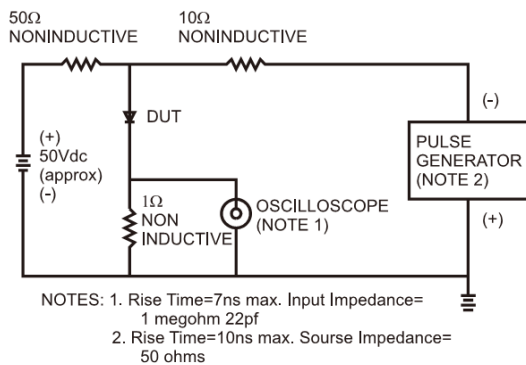 50Ω
NONINDUCTIVE
10Ω
NONINDUCTIVE
DUT
(+)
50Vdc
(approx)
(-)
(-)
PULSE
GENERATOR
(NOTE 2)
(+)
1Ω
NON
INDUCTIVE
OSCILLOSCOPE
(NOTE 1)
NOTES: 1. Rise Time=7ns max. Input Impedance=
1 megohm 22pf
2. Rise Time=10ns max. Sourse Impedance=
50 ohms